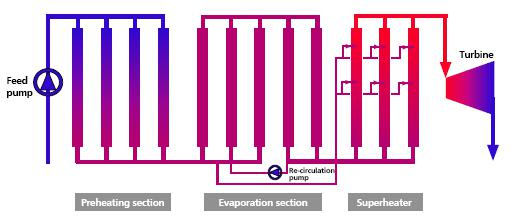 Turbine
Feed
pump
Re-circulation
pump
Preheating section
Evaporation section
Superheater